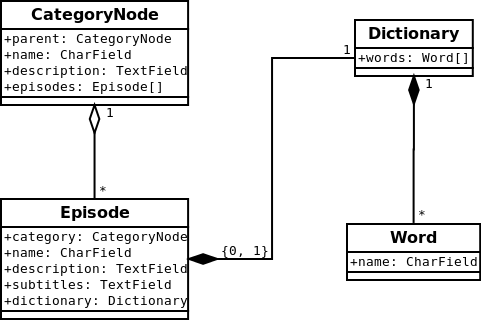 CategoryNode
+parent: CategoryNode
+name: CharField
+description: TextField
+episodes: Episode[]
1
*
Episode
+category: CategoryNode
+name: CharField
+description: TextField
+subtitles: TextField
+dictionary: Dictionary
{0, 1}
1
Dictionary
+words: Word[]
1
*
Word
+name: CharField